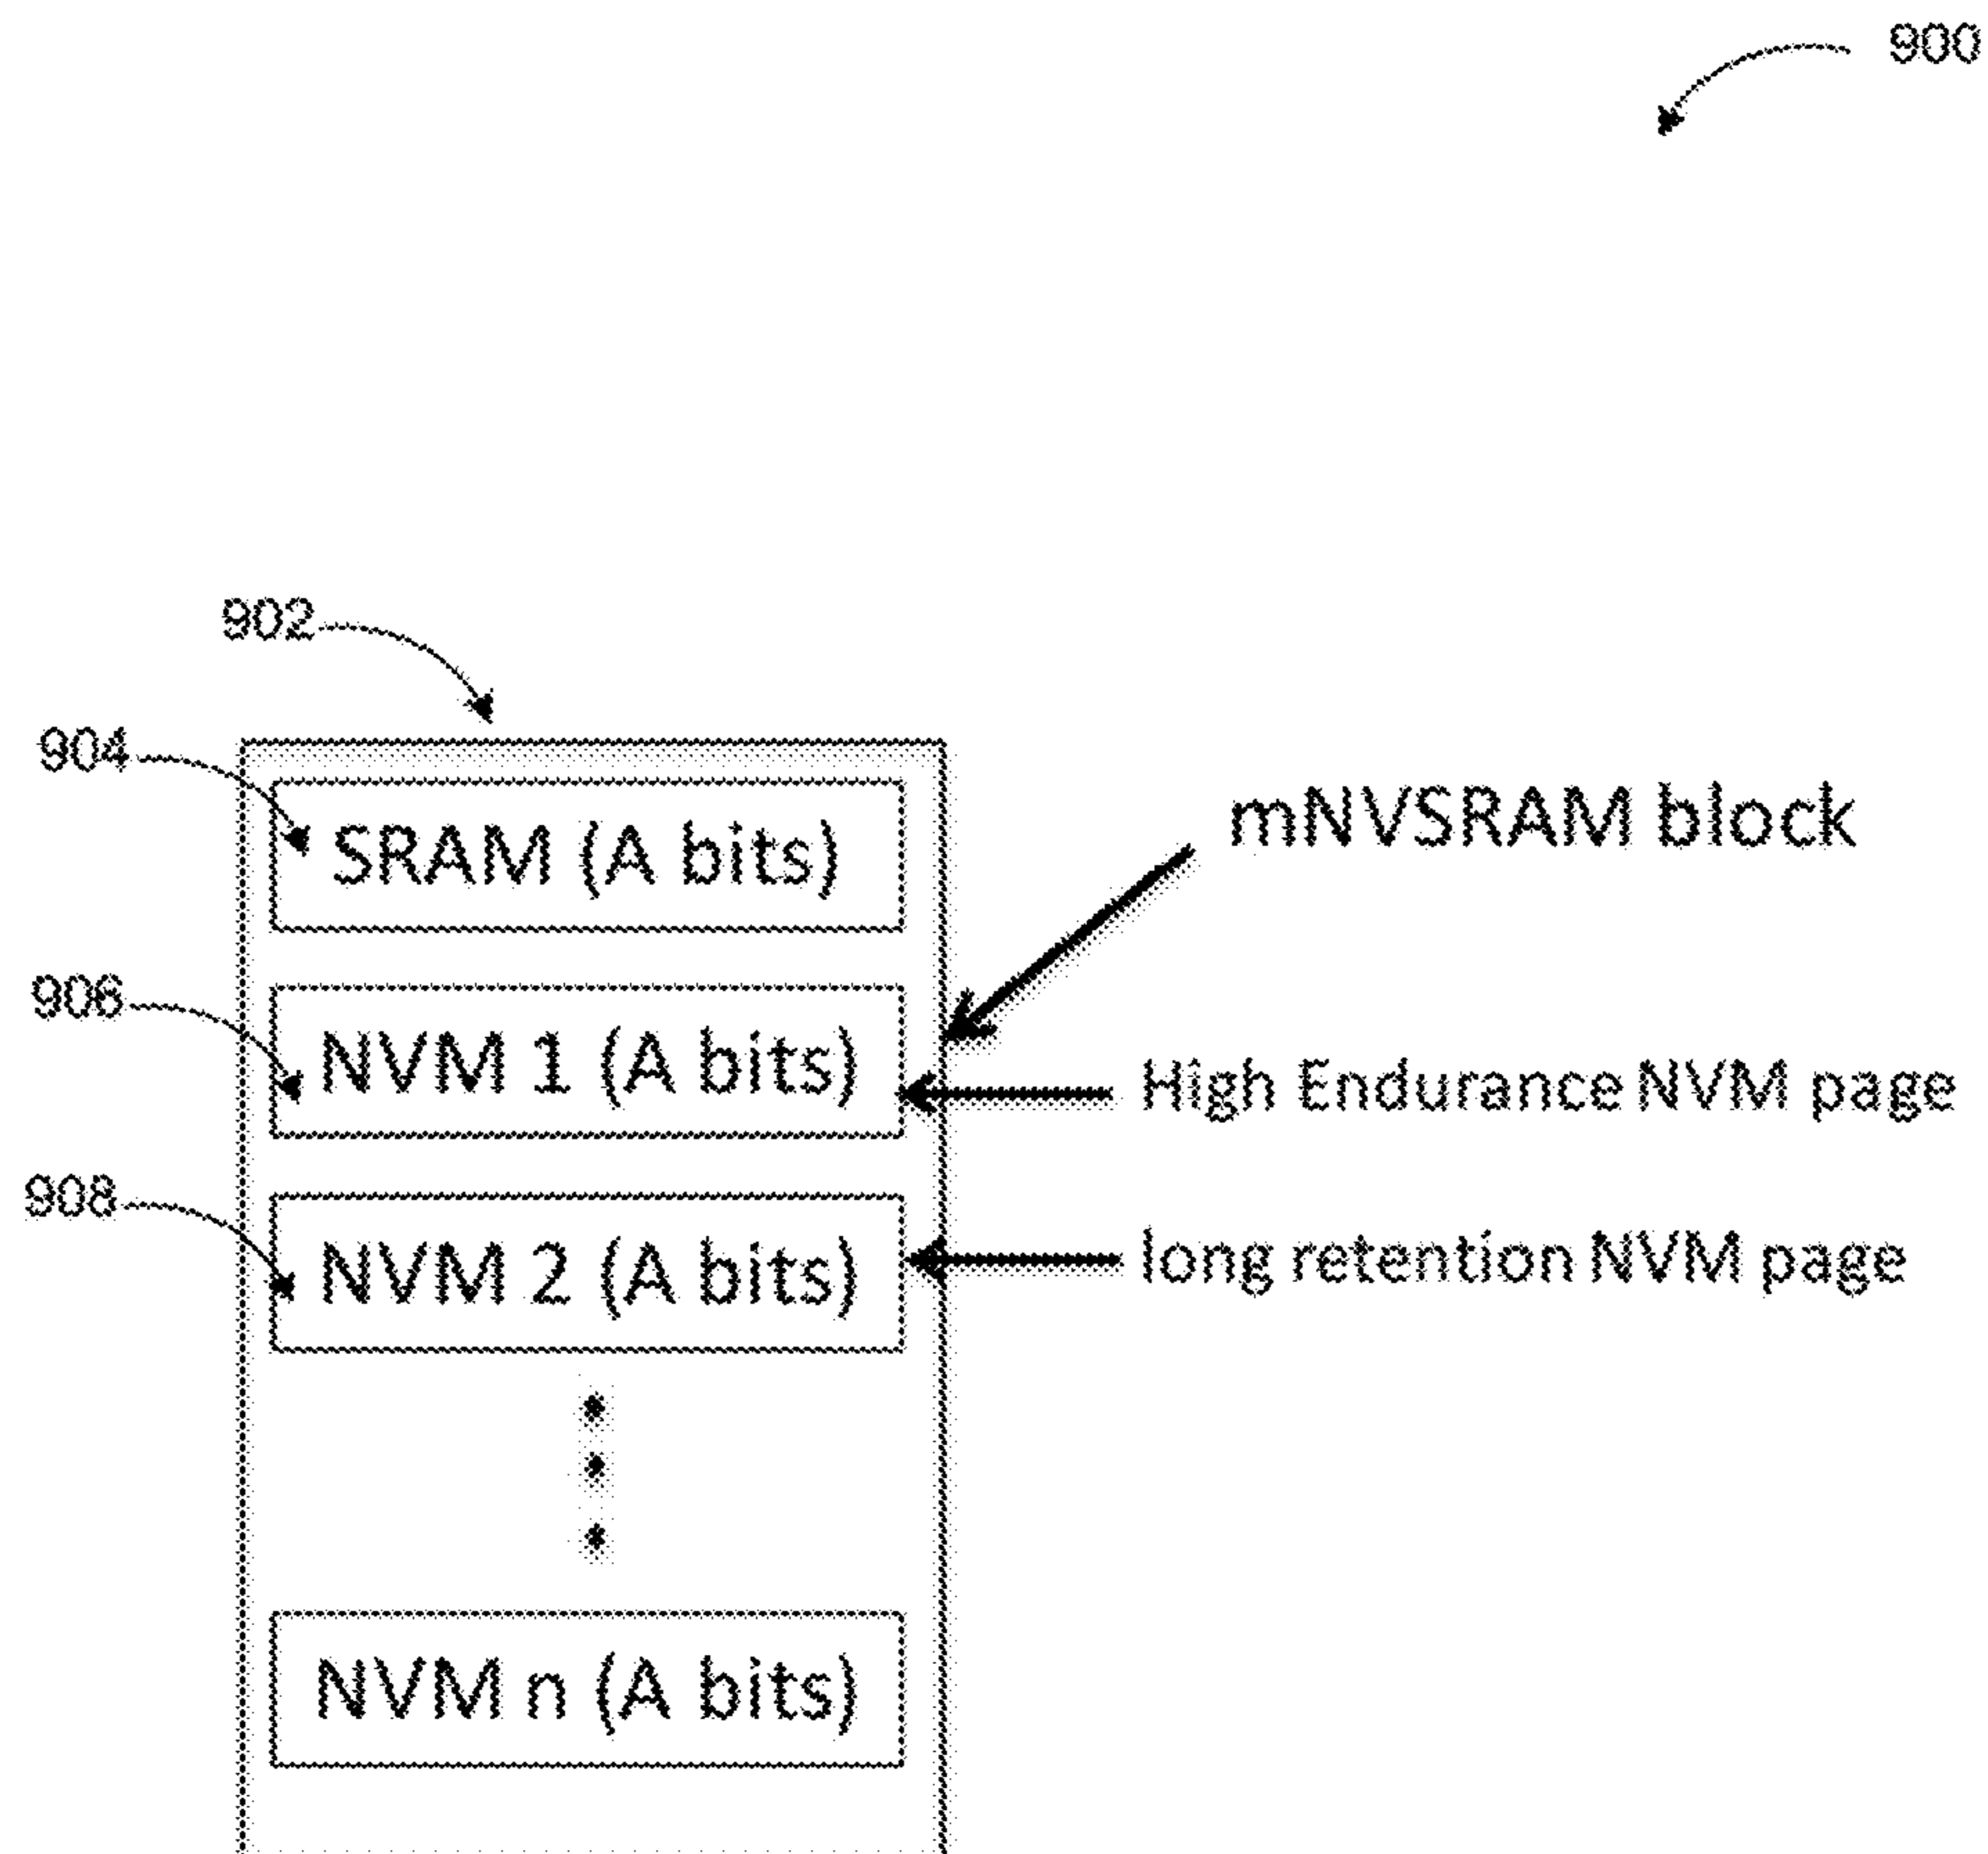 900
902
904
SRAM (A bits)
mNVSRAM block
906
NVM 1 (A bits)
High Endurance NVM page
908
NVM 2 (A bits)
long retention NVM page
NVM n (A bits)